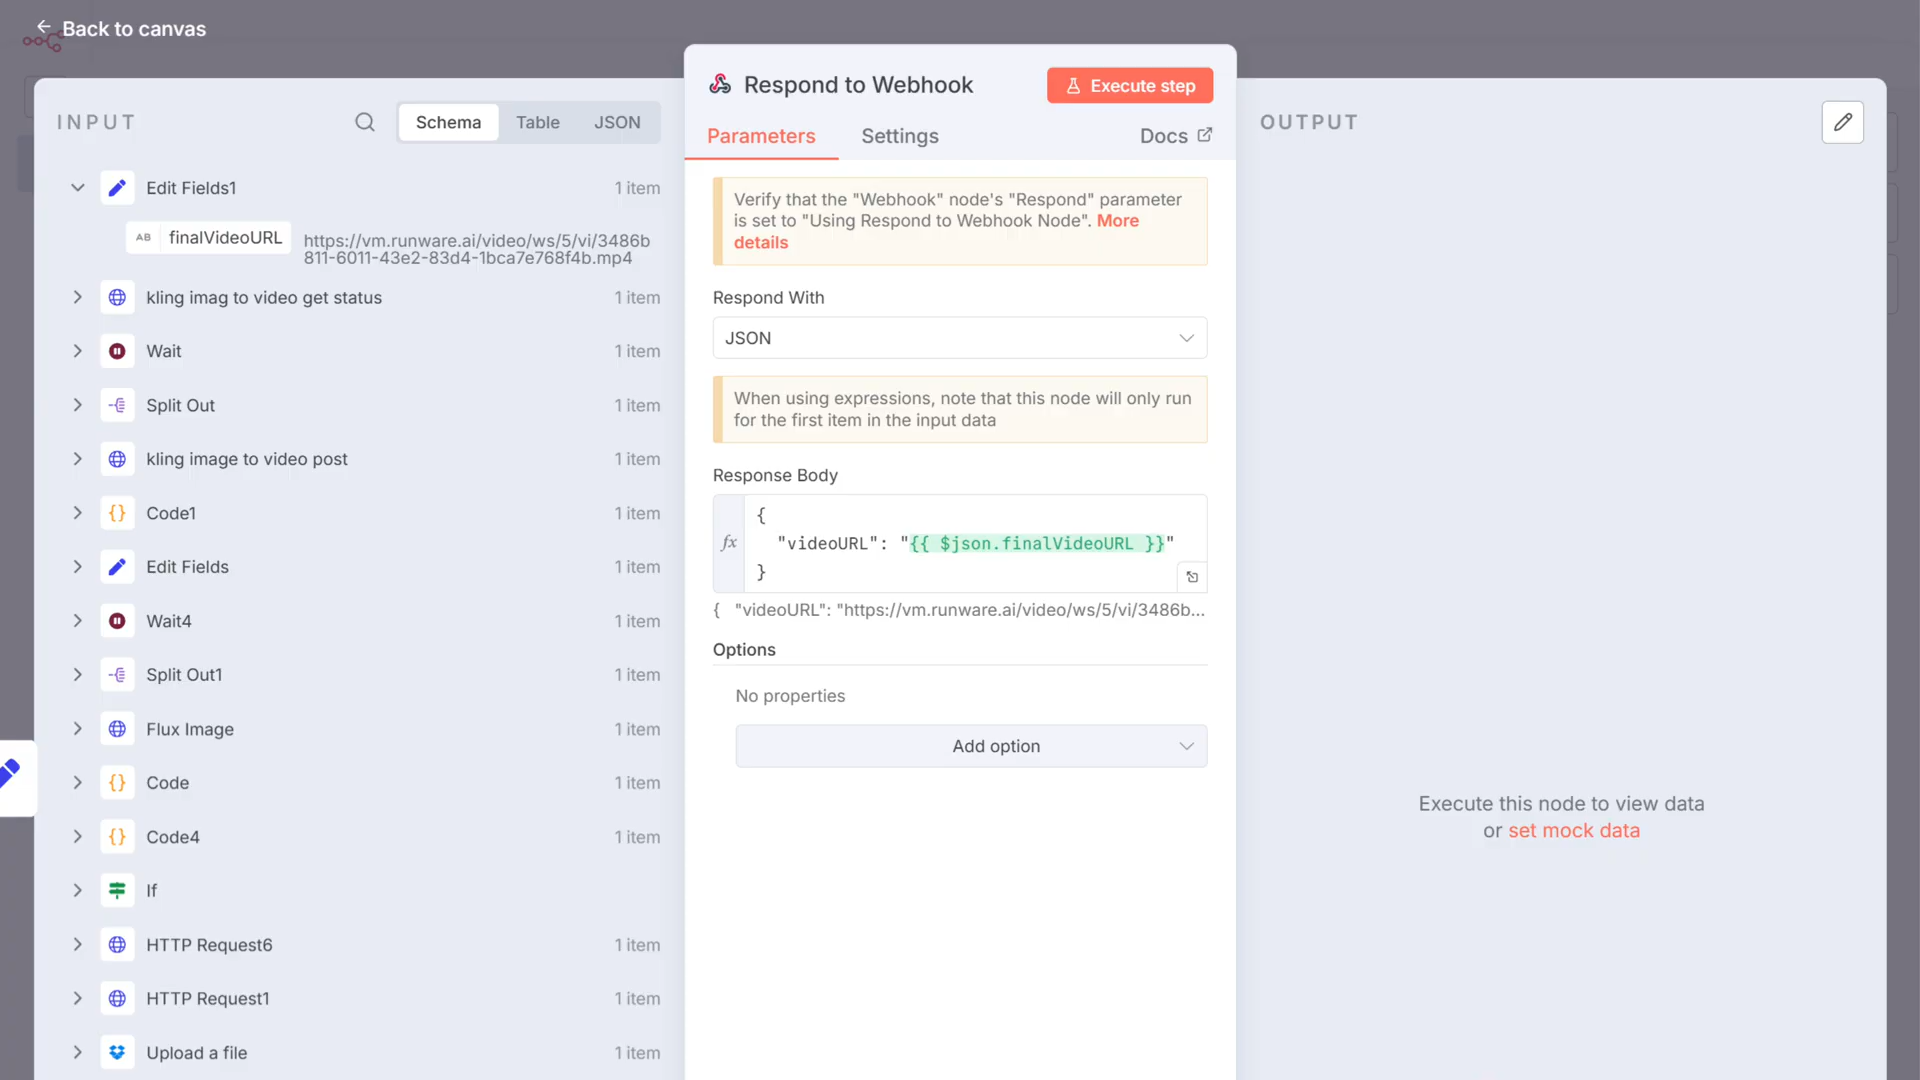 Back to canvas
INPUT
Schema
Table
JSON
Edit Fields1
1 item
AB
finalVideoURL
https://vm.runware.ai/video/ws/5/vi/3486b
811-6011-43e2-83d4-1bca7e768f4b.mp4
kling imag to video get status
1 item
Wait
1 item
Split Out
1 item
kling image to video post
1 item
{} Code1
1 item
Edit Fields
1 item
Wait4
1 item
Split Out1
1 item
Flux Image
1 item
{} Code
1 item
{} Code4
1 item
If
HTTP Request6
1 item
HTTP Request1
1 item
Upload a file
1 item
Respond to Webhook
Execute step
Parameters
Settings
Docs
Verify that the "Webhook" node's "Respond" parameter
is set to "Using Respond to Webhook Node". More
details
Respond With
JSON
When using expressions, note that this node will only run
for the first item in the input data
Response Body
fx
{
"videoURL": "{{ $json.finalVideoURL }}"
}
{ "videoURL": "https://vm.runware.ai/video/ws/5/vi/3486b...
Options
No properties
Add option
OUTPUT
Execute this node to view data
or set mock data